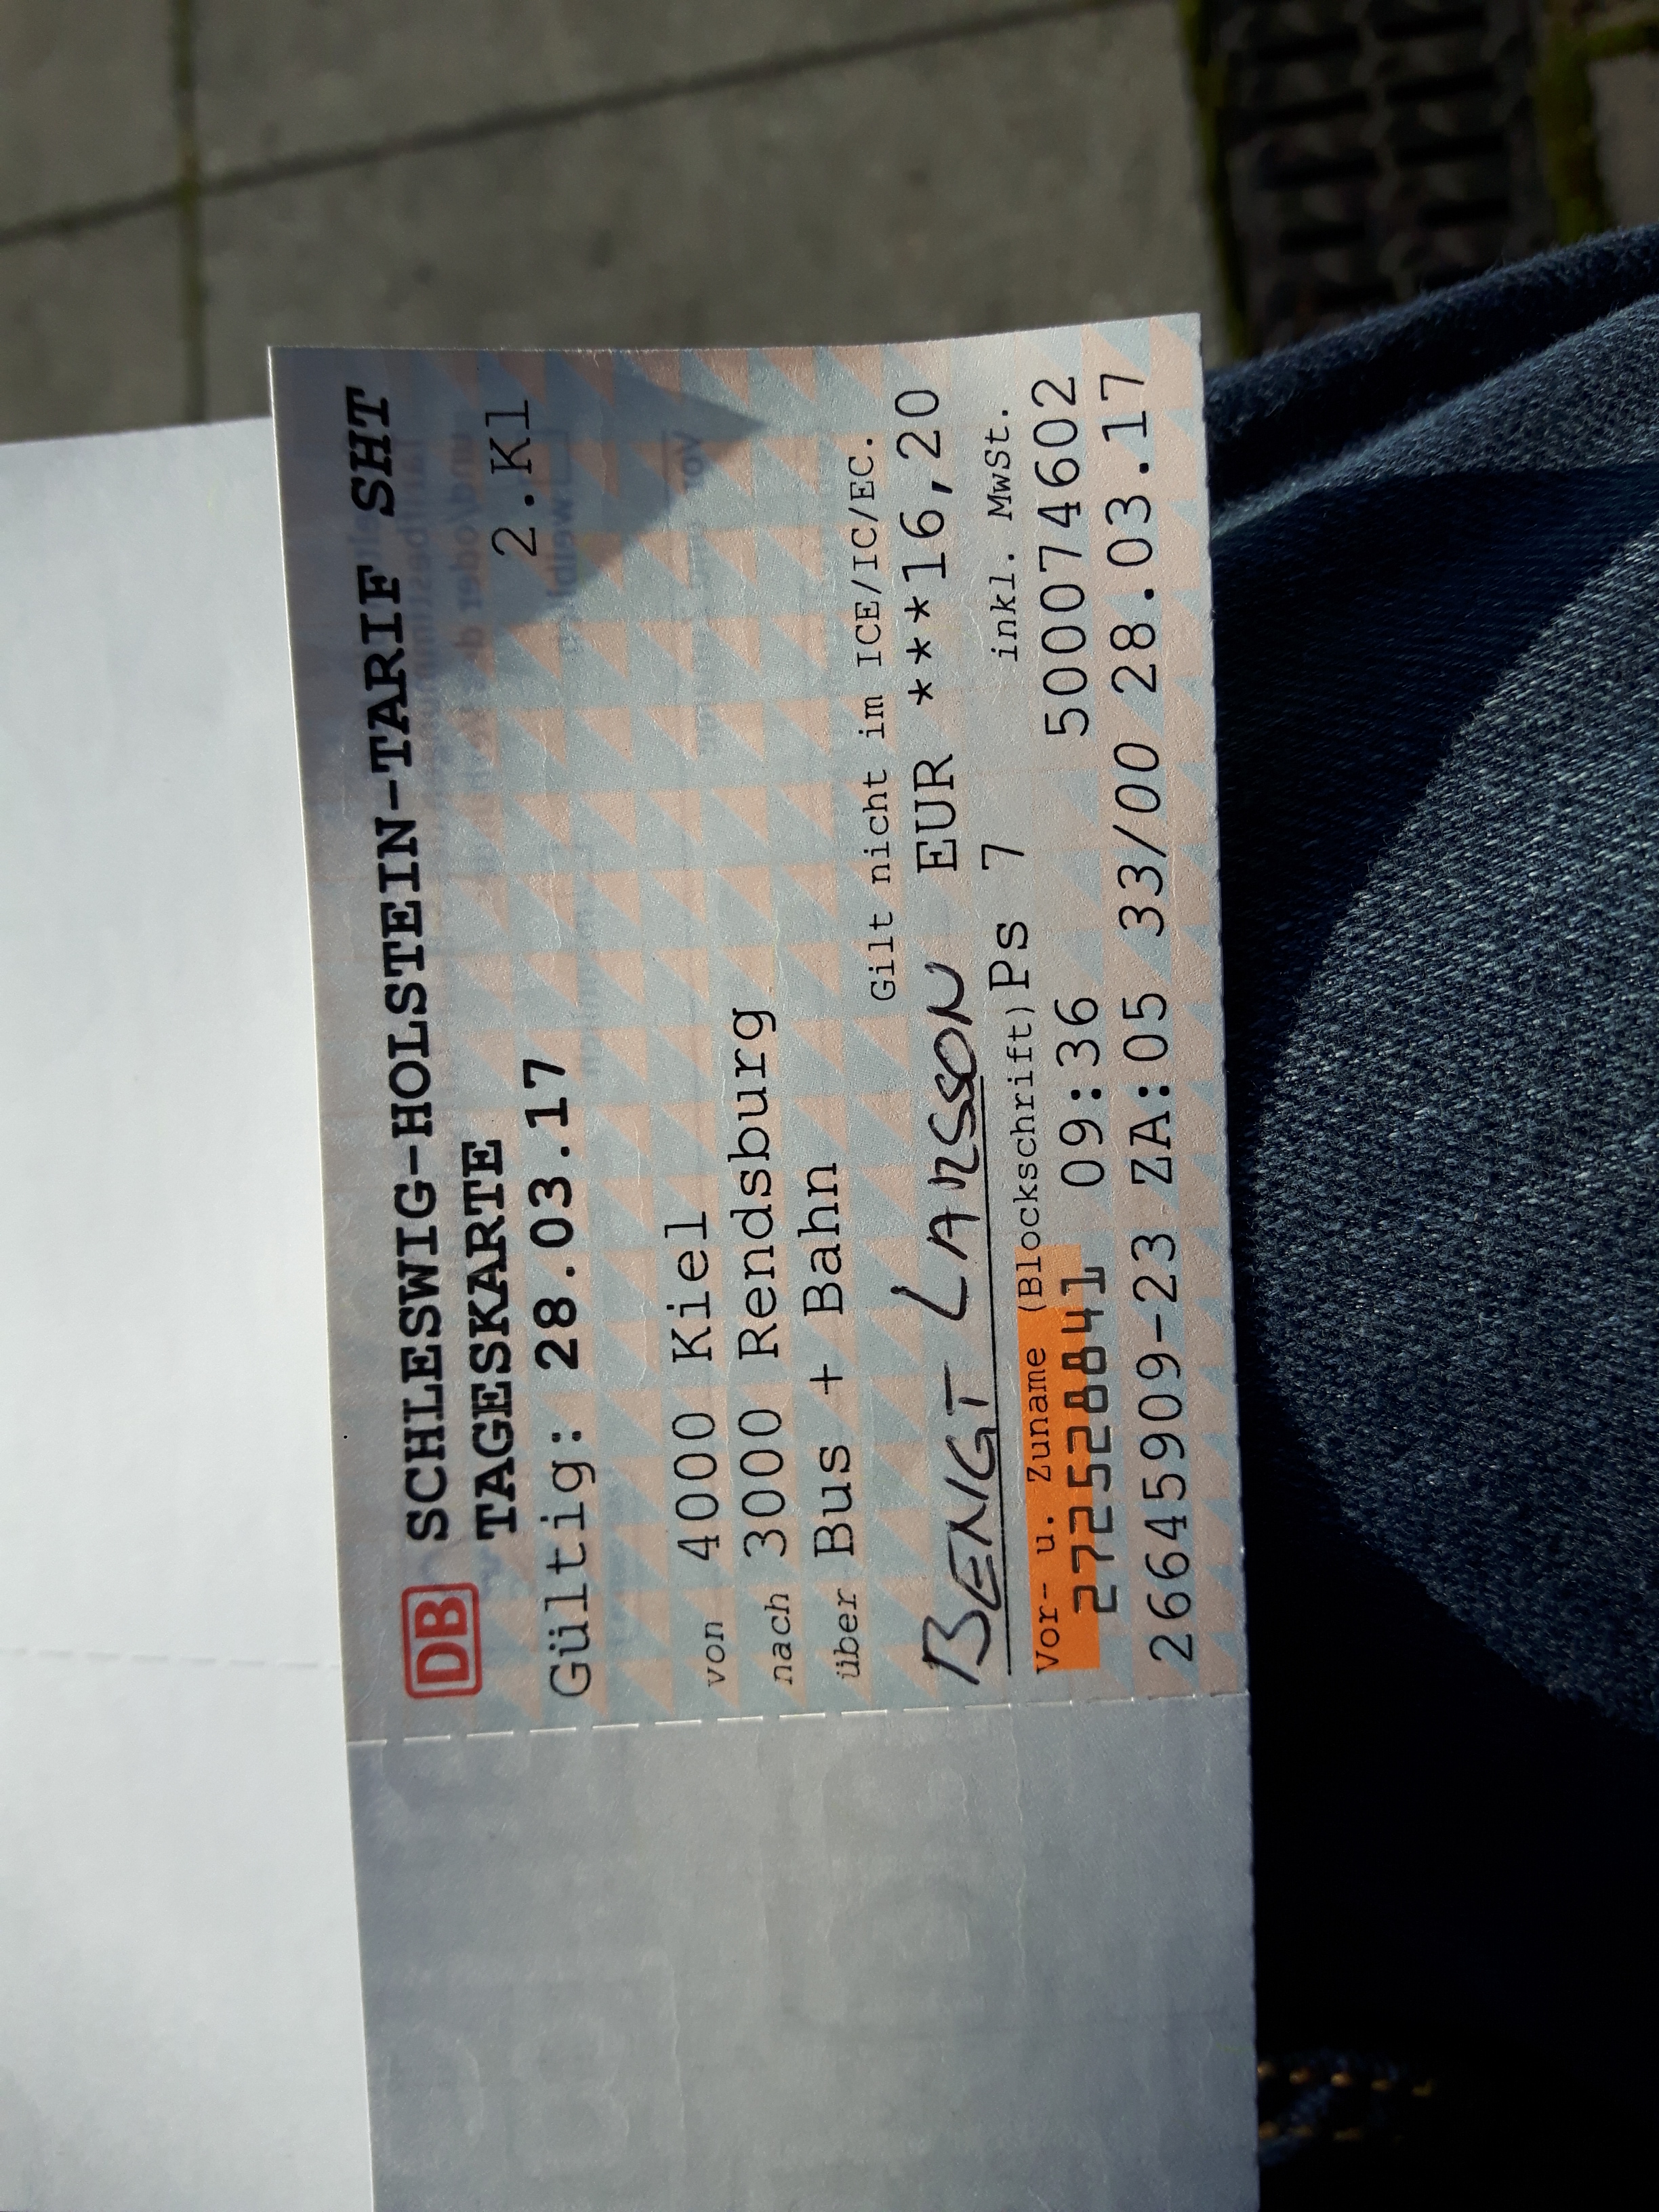 DB SCHLESWIG-HOLSTEIN-TARIF SHT
TAGESKARTE 2.Kl
Gültig: 28.03.17
von 4000 Kiel
nach 3000 Rendsburg
über Bus + Bahn
Gilt nicht im ICE/IC/EC.
BENGT LARSSON EUR ***16,20
Vor- u. Zuname (Blockschrift) Ps 7 inkl. MwSt.
272528841 09:36 500074602
26645909-23 ZA:05 33/00 28.03.17